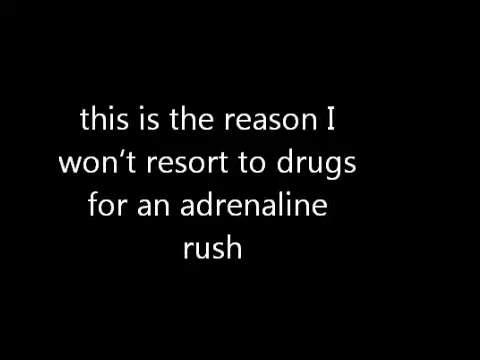 this is the reason I
won’t resort to drugs
for an adrenaline
rush